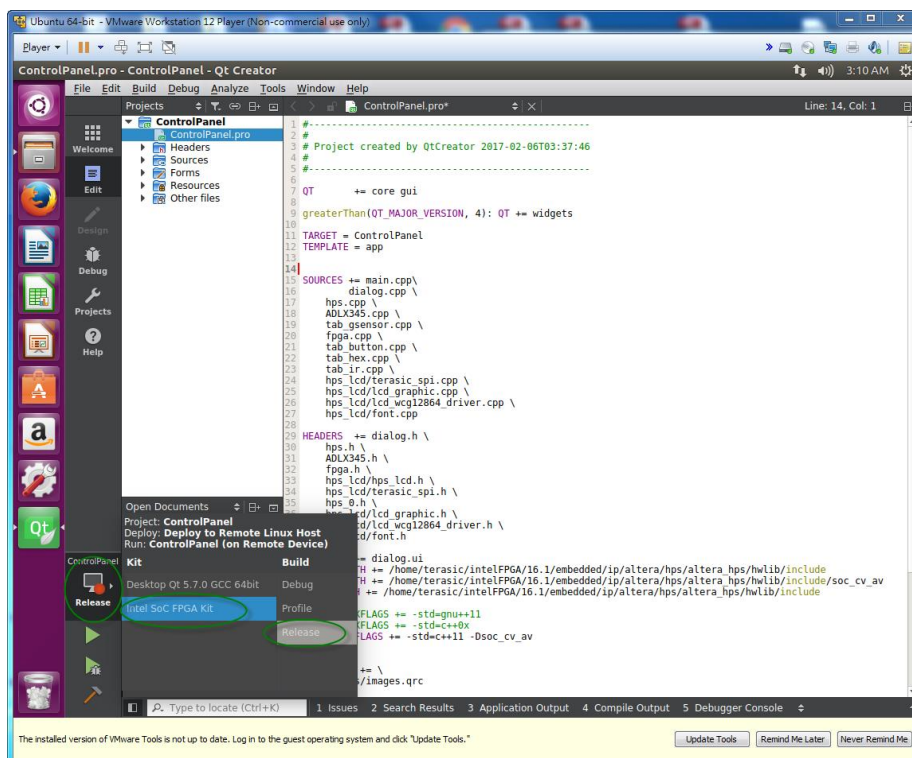 Ubuntu 64-bit - VMware Workstation 12 Player (Non-commercial use only)
Player
ControlPanel.pro - ControlPanel - Qt Creator
3:10 AM
File Edit Build Debug Analyze Tools Window Help
Projects
ControlPanel.pro*
Line: 14, Col: 1
Welcome
Edit
Design
Debug
Projects
Help
ControlPanel
ControlPanel.pro
Headers
Sources
Forms
Resources
Other files
1 #--------------------------------------------------
2 #
3 # Project created by QtCreator 2017-02-06T03:37:46
4 #
5 #--------------------------------------------------
6
7 QT       += core gui
8
9 greaterThan(QT_MAJOR_VERSION, 4): QT += widgets
10
11 TARGET = ControlPanel
12 TEMPLATE = app
13
14
15 SOURCES += main.cpp\
16 dialog.cpp \
17 hps.cpp \
18 ADLX345.cpp \
19 tab_gsensor.cpp \
20 fpga.cpp \
21 tab_button.cpp \
22 tab_hex.cpp \
23 tab_ir.cpp \
24 hps_lcd/terasic_spi.cpp \
25 hps_lcd/lcd_graphic.cpp \
26 hps_lcd/lcd_wcg12864_driver.cpp \
27 hps_lcd/font.cpp
28
29 HEADERS  += dialog.h \
30 hps.h \
31 ADLX345.h \
32 fpga.h \
33 hps_lcd/hps_lcd.h \
34 hps_lcd/terasic_spi.h \
35 hps_0.h \
lcd/lcd_graphic.h \
cd/lcd_wcg12864_driver.h \
cd/font.h
= dialog.ui
TH += /home/terasic/intelFPGA/16.1/embedded/ip/altera/hps/altera_hps/hwlib/include
TH += /home/terasic/intelFPGA/16.1/embedded/ip/altera/hps/altera_hps/hwlib/include/soc_cv_av
H += /home/terasic/intelFPGA/16.1/embedded/ip/altera/hps/altera_hps/hwlib/include
XFLAGS += -std=gnu++11
XFLAGS += -std=c++0x
FLAGS += -std=c++11 -Dsoc_cv_av
+= \
s/images.qrc
Open Documents
Project: ControlPanel
Deploy: Deploy to Remote Linux Host
Run: ControlPanel (on Remote Device)
Kit
Build
Desktop Qt 5.7.0 GCC 64bit
Debug
Intel SoC FPGA Kit
Profile
Release
ControlPanel
Release
Type to locate (Ctrl+K)
1 Issues 2 Search Results 3 Application Output 4 Compile Output 5 Debugger Console
The installed version of VMware Tools is not up to date. Log in to the guest operating system and click "Update Tools."
Update Tools
Remind Me Later
Never Remind Me